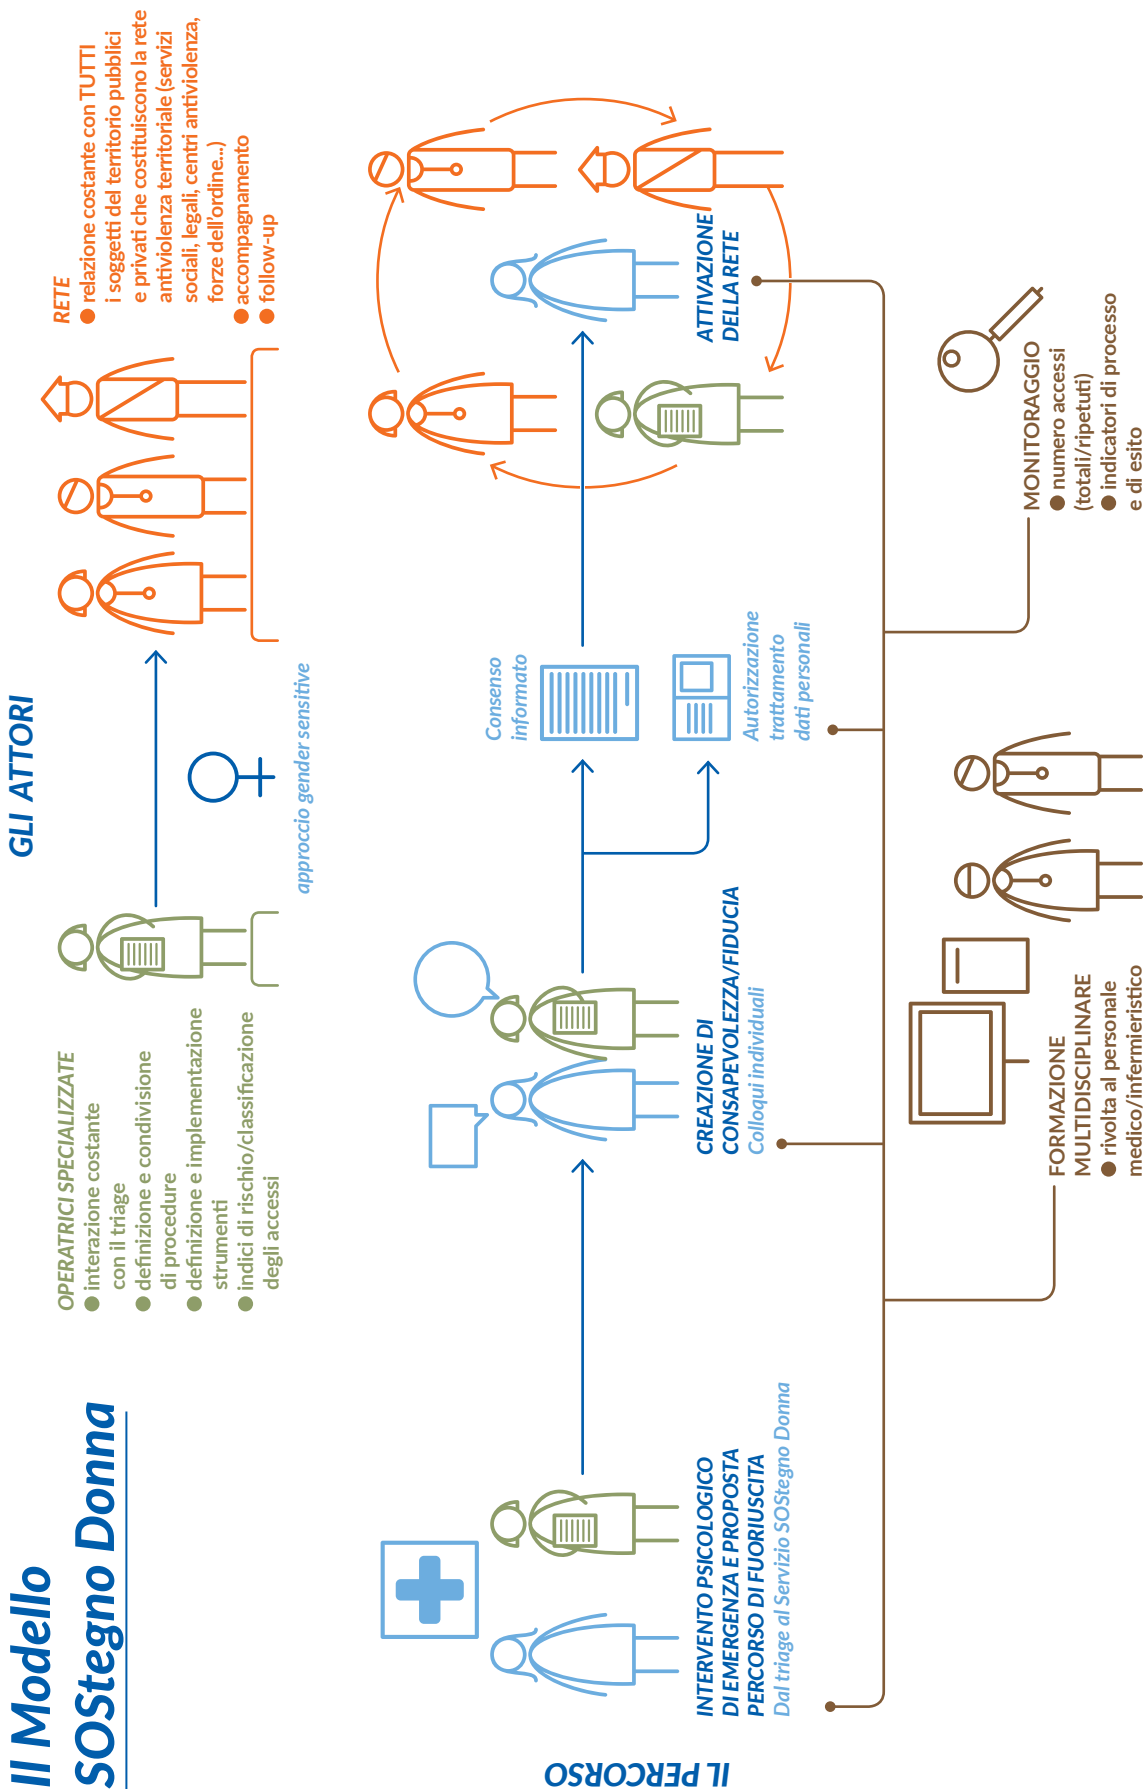 Il Modello
SOStegno Donna
GLI ATTORI
OPERATRICI SPECIALIZZATE
● interazione costante
con il triage
● definizione e condivisione
di procedure
● definizione e implementazione
strumenti
● indici di rischio/classificazione
degli accessi
approccio gender sensitive
RETE
● relazione costante con TUTTI
i soggetti del territorio pubblici
e privati che costituiscono la rete
antiviolenza territoriale (servizi
sociali, legali, centri antiviolenza,
forze dell'ordine...)
● accompagnamento
● follow-up
IL PERCORSO
INTERVENTO PSICOLOGICO
DI EMERGENZA E PROPOSTA
PERCORSO DI FUORIUSCITA
Dal triage al Servizio SOStegno Donna
CREAZIONE DI
CONSAPEVOLEZZA/FIDUCIA
Colloqui individuali
Consenso
informato
Autorizzazione
trattamento
dati personali
ATTIVAZIONE
DELLA RETE
FORMAZIONE
MULTIDISCIPLINARE
● rivolta al personale
medico/infermieristico
MONITORAGGIO
● numero accessi
(totali/ripetuti)
● indicatori di processo
e di esito